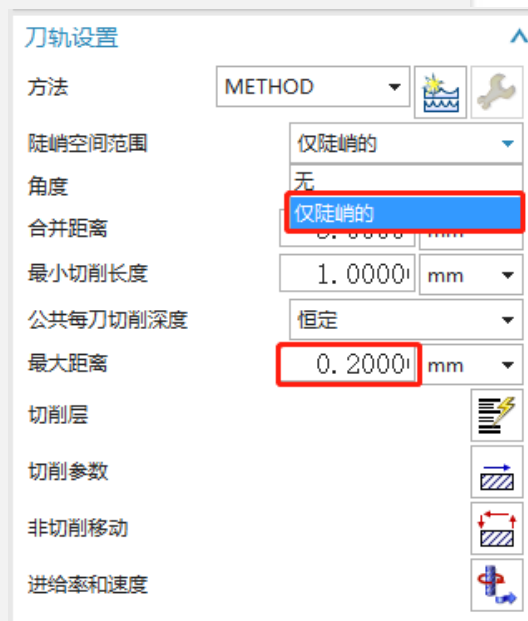 刀轨设置
方法 METHOD
陡峭空间范围 仅陡峭的
无
角度
仅陡峭的
合并距离 mm
最小切削长度 1.0000 mm
公共每刀切削深度 恒定
最大距离 0.2000 mm
切削层
切削参数
非切削移动
进给率和速度